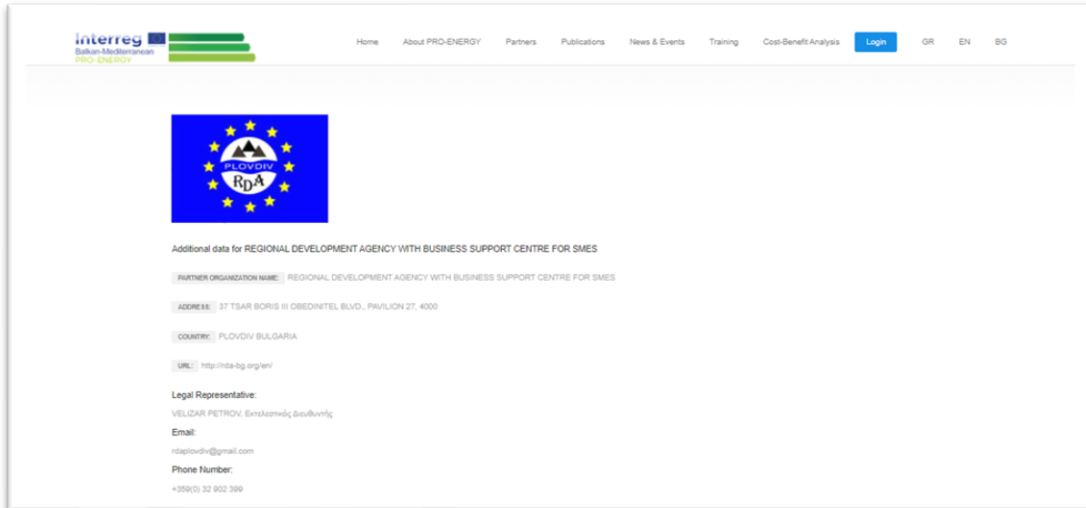 Interreg
Balkan-Mediterranean
PRO-ENERGY
Home About PRO-ENERGY Partners Publications News & Events Training Cost-Benefit Analysis Login GR EN BG
PLOVDIV
RDA
Additional data for REGIONAL DEVELOPMENT AGENCY WITH BUSINESS SUPPORT CENTRE FOR SMES
PARTNER ORGANIZATION NAME: REGIONAL DEVELOPMENT AGENCY WITH BUSINESS SUPPORT CENTRE FOR SMES
ADDRESS: 37 TSAR BORIS III OBEDINITEL BLVD., PAVILION 27, 4000
COUNTRY: PLOVDIV BULGARIA
URL: http://rda-bg.org/en/
Legal Representative:
VELIZAR PETROV, Εκτελεστικός Διευθυντής
Email:
rdaplovdiv@gmail.com
Phone Number:
+359(0) 32 902 399